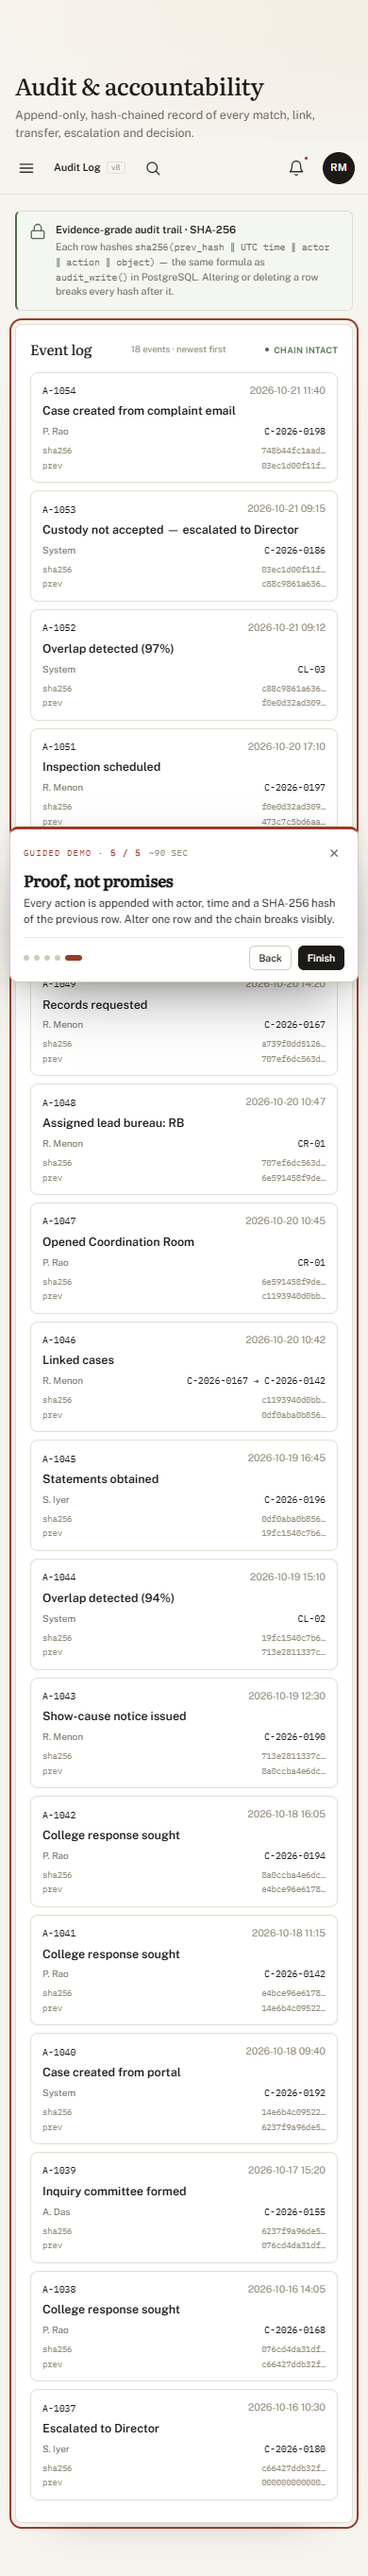 Audit & accountability
Append-only, hash-chained record of every match, link,
transfer, escalation and decision.
Audit Log v8
RM
Evidence-grade audit trail · SHA-256
Each row hashes sha256(prev_hash ‖ UTC time ‖ actor
‖ action ‖ object) — the same formula as
audit_write() in PostgreSQL. Altering or deleting a row
breaks every hash after it.
Event log 18 events · newest first CHAIN INTACT
A-1054 2026-10-21 11:40
Case created from complaint email
P. Rao C-2026-0198
sha256 748b44fc1aad…
prev 03ec1d00f11f…
A-1053 2026-10-21 09:15
Custody not accepted — escalated to Director
System C-2026-0186
sha256 03ec1d00f11f…
prev c88c9861a636…
A-1052 2026-10-21 09:12
Overlap detected (97%)
System CL-03
sha256 c88c9861a636…
prev f0e0d32ad309…
A-1051 2026-10-20 17:10
Inspection scheduled
R. Menon C-2026-0197
sha256 f0e0d32ad309…
prev 473c7c5bd6aa…
GUIDED DEMO · 5 / 5 ~90 SEC
Proof, not promises
Every action is appended with actor, time and a SHA-256 hash
of the previous row. Alter one row and the chain breaks visibly.
Back Finish
A-1049 2026-10-20 14:20
Records requested
R. Menon C-2026-0167
sha256 a739f0dd5126…
prev 707ef6dc563d…
A-1048 2026-10-20 10:47
Assigned lead bureau: RB
R. Menon CR-01
sha256 707ef6dc563d…
prev 6e591458f9de…
A-1047 2026-10-20 10:45
Opened Coordination Room
P. Rao CR-01
sha256 6e591458f9de…
prev c1193940d0bb…
A-1046 2026-10-20 10:42
Linked cases
R. Menon C-2026-0167 → C-2026-0142
sha256 c1193940d0bb…
prev 0df0aba0b856…
A-1045 2026-10-19 16:45
Statements obtained
S. Iyer C-2026-0196
sha256 0df0aba0b856…
prev 19fc1540c7b6…
A-1044 2026-10-19 15:10
Overlap detected (94%)
System CL-02
sha256 19fc1540c7b6…
prev 713e2811337c…
A-1043 2026-10-19 12:30
Show-cause notice issued
R. Menon C-2026-0190
sha256 713e2811337c…
prev 8a0ccba4e6dc…
A-1042 2026-10-18 16:05
College response sought
P. Rao C-2026-0194
sha256 8a0ccba4e6dc…
prev e4bce96e6178…
A-1041 2026-10-18 11:15
College response sought
P. Rao C-2026-0142
sha256 e4bce96e6178…
prev 14e6b4c09522…
A-1040 2026-10-18 09:40
Case created from portal
System C-2026-0192
sha256 14e6b4c09522…
prev 6237f9a96de5…
A-1039 2026-10-17 15:20
Inquiry committee formed
A. Das C-2026-0155
sha256 6237f9a96de5…
prev 076cd4da31df…
A-1038 2026-10-16 14:05
College response sought
P. Rao C-2026-0168
sha256 076cd4da31df…
prev c66427ddb32f…
A-1037 2026-10-16 10:30
Escalated to Director
S. Iyer C-2026-0180
sha256 c66427ddb32f…
prev 000000000000…